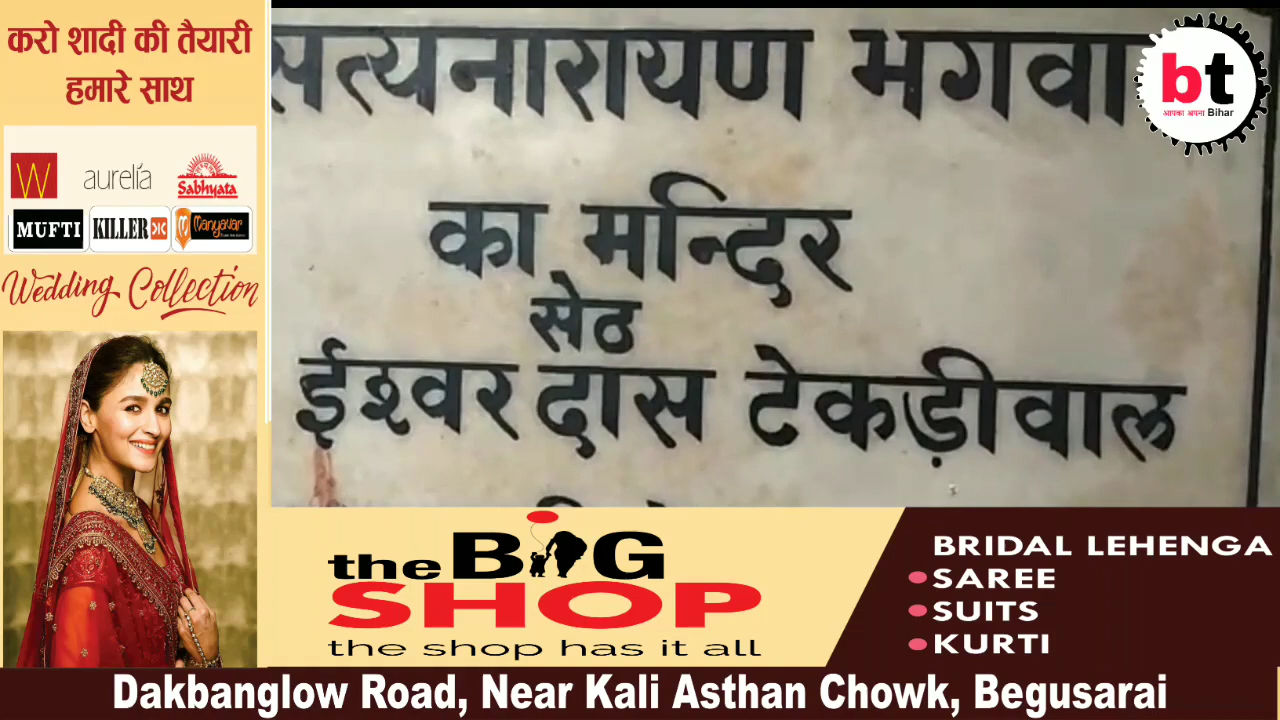 करो शादी की तैयारी
हमारे साथ
W
aurelia
Sabhyata
MUFTI
KILLER
Manyavar
Wedding Collection
सत्यनारायण भगवा
का मन्दिर
सेठ
ईश्वर दास टेकड़ीवाल
bt
आपका अपना Bihar
the BIG
SHOP
the shop has it all
BRIDAL LEHENGA
SAREE
SUITS
KURTI
Dakbanglow Road, Near Kali Asthan Chowk, Begusarai